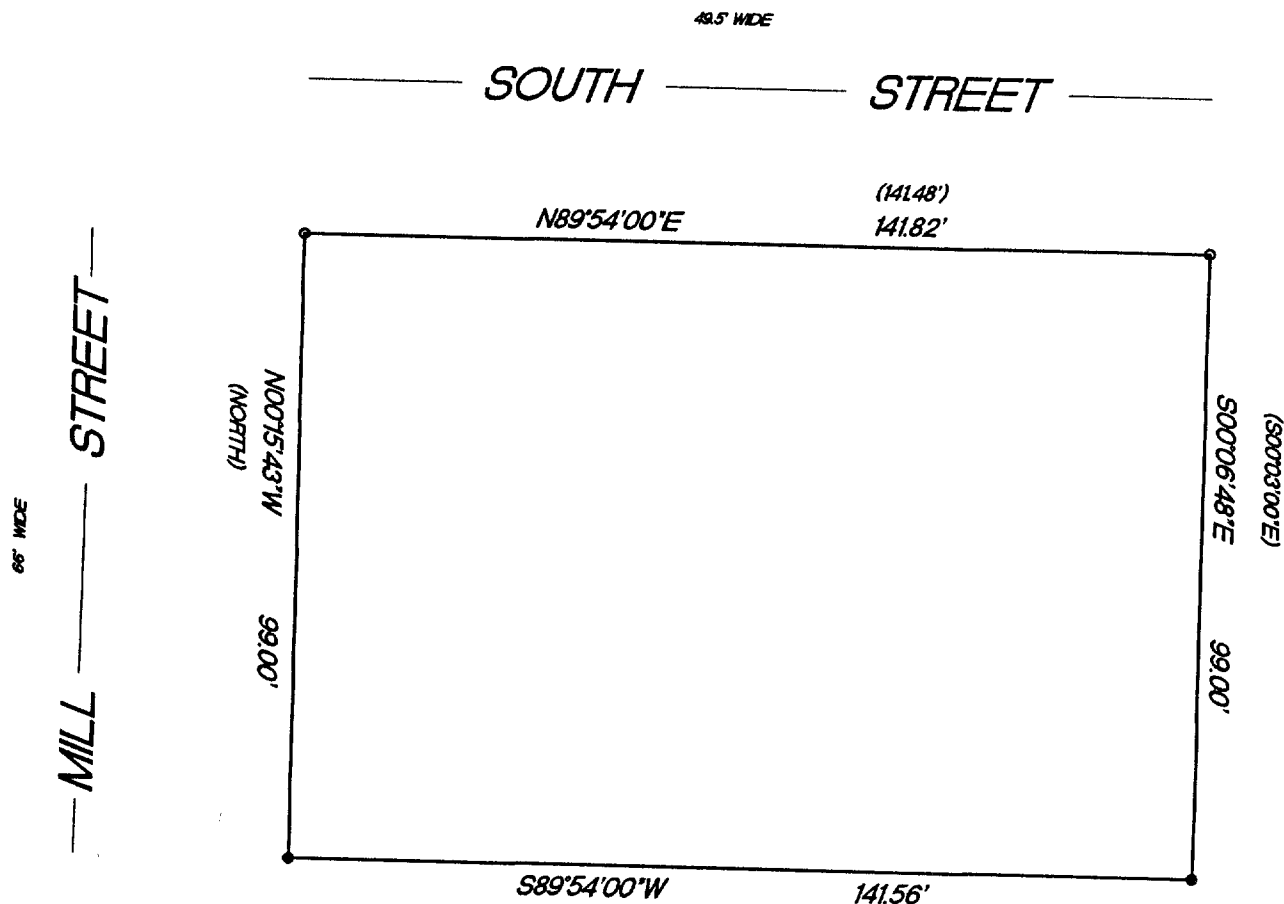 49.5' WIDE
SOUTH STREET
(141.48')
N89°54'00"E 141.82'
MILL STREET
66' WIDE
N00°15'43"W 99.00'
(NORTH)
S00°06'48"E 99.00'
(S00°03'00"E)
S89°54'00"W 141.56'